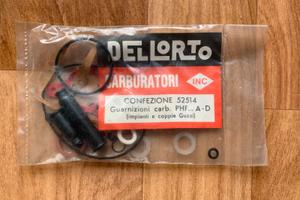 DELLORTO
CARBURATORI
INC
CONFEZIONE 52514
Guarnizioni carb. PHF... A-D
(impianti e coppie Guzzi)